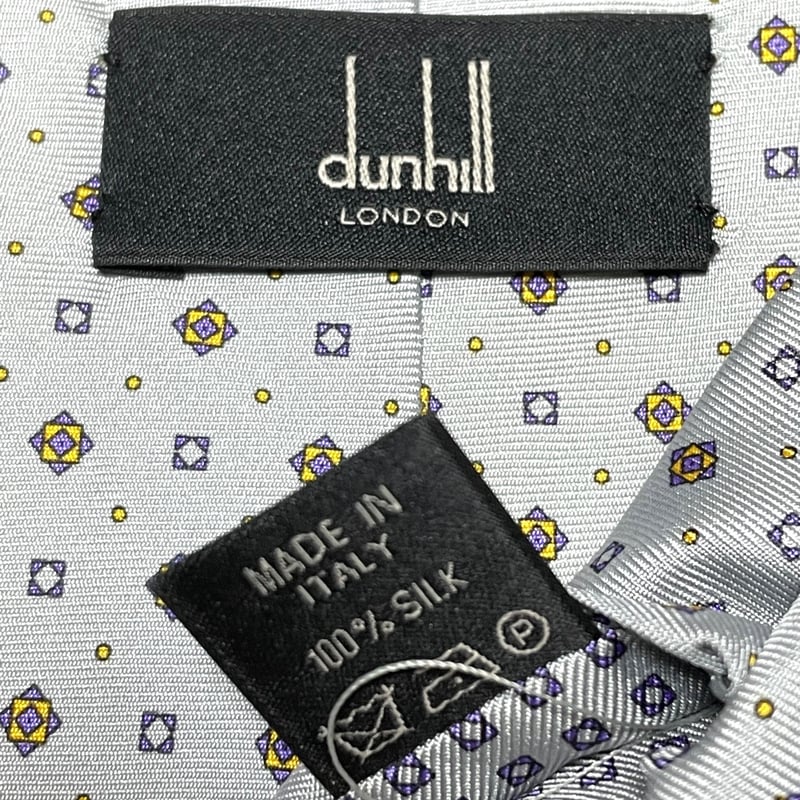 dunhill
LONDON
MADE IN
ITALY
100% SILK
P